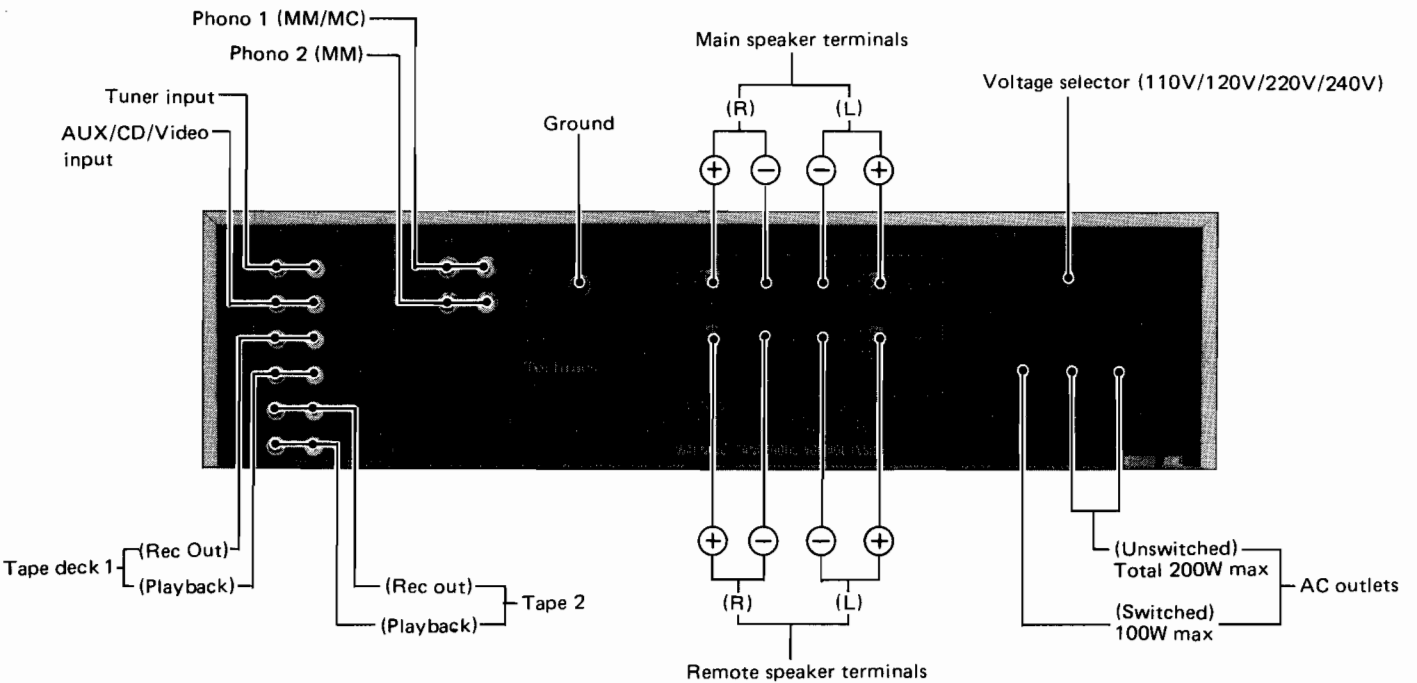 Phono 1 (MM/MC)
Phono 2 (MM)
Tuner input
AUX/CD/Video
input
Ground
Main speaker terminals
(R)
(L)
+
−
−
+
Voltage selector (110V/120V/220V/240V)
Technics
Tape deck 1
(Rec Out)
(Playback)
(Rec out)
(Playback)
Tape 2
+
−
−
+
(R)
(L)
Remote speaker terminals
(Unswitched)
Total 200W max
(Switched)
100W max
AC outlets